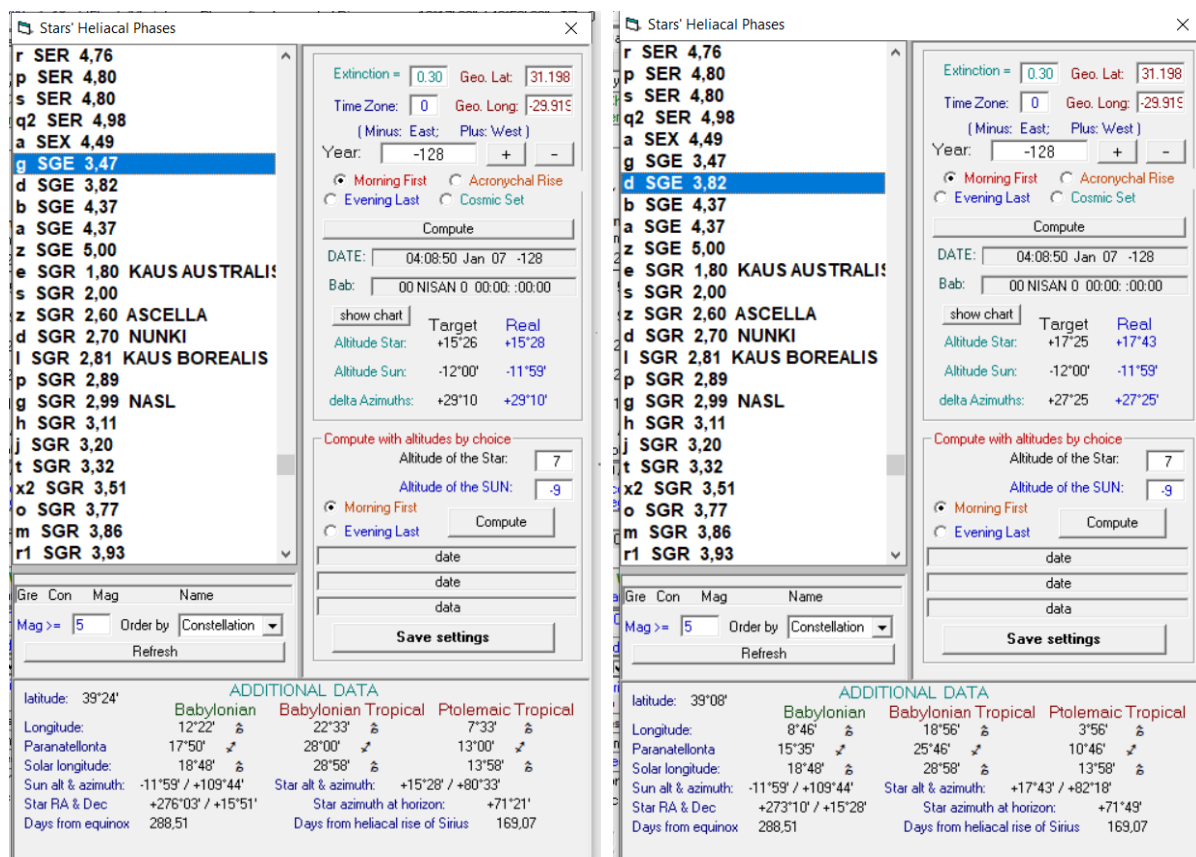 Stars' Heliacal Phases
r SER 4,76
p SER 4,80
s SER 4,80
q2 SER 4,98
a SEX 4,49
g SGE 3,47
d SGE 3,82
b SGE 4,37
a SGE 4,37
z SGE 5,00
e SGR 1,80 KAUS AUSTRALIS
s SGR 2,00
z SGR 2,60 ASCELLA
d SGR 2,70 NUNKI
l SGR 2,81 KAUS BOREALIS
p SGR 2,89
g SGR 2,99 NASL
h SGR 3,11
j SGR 3,20
t SGR 3,32
x2 SGR 3,51
o SGR 3,77
m SGR 3,86
r1 SGR 3,93
Gre Con Mag Name
Mag >= 5 Order by Constellation
Refresh
Extinction = 0.30 Geo. Lat: 31.198
Time Zone: 0 Geo. Long: -29.919
( Minus: East; Plus: West )
Year: -128 + -
Morning First Acronychal Rise
Evening Last Cosmic Set
Compute
DATE: 04:08:50 Jan 07 -128
Bab: 00 NISAN 0 00:00: :00:00
show chart Target Real
Altitude Star: +15°26 +15°28
Altitude Sun: -12°00' -11°59'
delta Azimuths: +29°10 +29°10'
Compute with altitudes by choice
Altitude of the Star: 7
Altitude of the SUN: -9
Morning First
Evening Last Compute
date
date
data
Save settings
ADDITIONAL DATA
latitude: 39°24'
Babylonian Babylonian Tropical Ptolemaic Tropical
Longitude: 12°22' 22°33' 7°33'
Paranatellonta 17°50' 28°00' 13°00'
Solar longitude: 18°48' 28°58' 13°58'
Sun alt & azimuth: -11°59' / +109°44' Star alt & azimuth: +15°28' / +80°33'
Star RA & Dec +276°03' / +15°51' Star azimuth at horizon: +71°21'
Days from equinox 288,51 Days from heliacal rise of Sirius 169,07
Stars' Heliacal Phases
r SER 4,76
p SER 4,80
s SER 4,80
q2 SER 4,98
a SEX 4,49
g SGE 3,47
d SGE 3,82
b SGE 4,37
a SGE 4,37
z SGE 5,00
e SGR 1,80 KAUS AUSTRALIS
s SGR 2,00
z SGR 2,60 ASCELLA
d SGR 2,70 NUNKI
l SGR 2,81 KAUS BOREALIS
p SGR 2,89
g SGR 2,99 NASL
h SGR 3,11
j SGR 3,20
t SGR 3,32
x2 SGR 3,51
o SGR 3,77
m SGR 3,86
r1 SGR 3,93
Gre Con Mag Name
Mag >= 5 Order by Constellation
Refresh
Extinction = 0.30 Geo. Lat: 31.198
Time Zone: 0 Geo. Long: -29.919
( Minus: East; Plus: West )
Year: -128 + -
Morning First Acronychal Rise
Evening Last Cosmic Set
Compute
DATE: 04:08:50 Jan 07 -128
Bab: 00 NISAN 0 00:00: :00:00
show chart Target Real
Altitude Star: +17°25 +17°43
Altitude Sun: -12°00' -11°59'
delta Azimuths: +27°25 +27°25'
Compute with altitudes by choice
Altitude of the Star: 7
Altitude of the SUN: -9
Morning First
Evening Last Compute
date
date
data
Save settings
ADDITIONAL DATA
latitude: 39°08'
Babylonian Babylonian Tropical Ptolemaic Tropical
Longitude: 8°46' 18°56' 3°56'
Paranatellonta 15°35' 25°46' 10°46'
Solar longitude: 18°48' 28°58' 13°58'
Sun alt & azimuth: -11°59' / +109°44' Star alt & azimuth: +17°43' / +82°18'
Star RA & Dec +273°10' / +15°28' Star azimuth at horizon: +71°49'
Days from equinox 288,51 Days from heliacal rise of Sirius 169,07